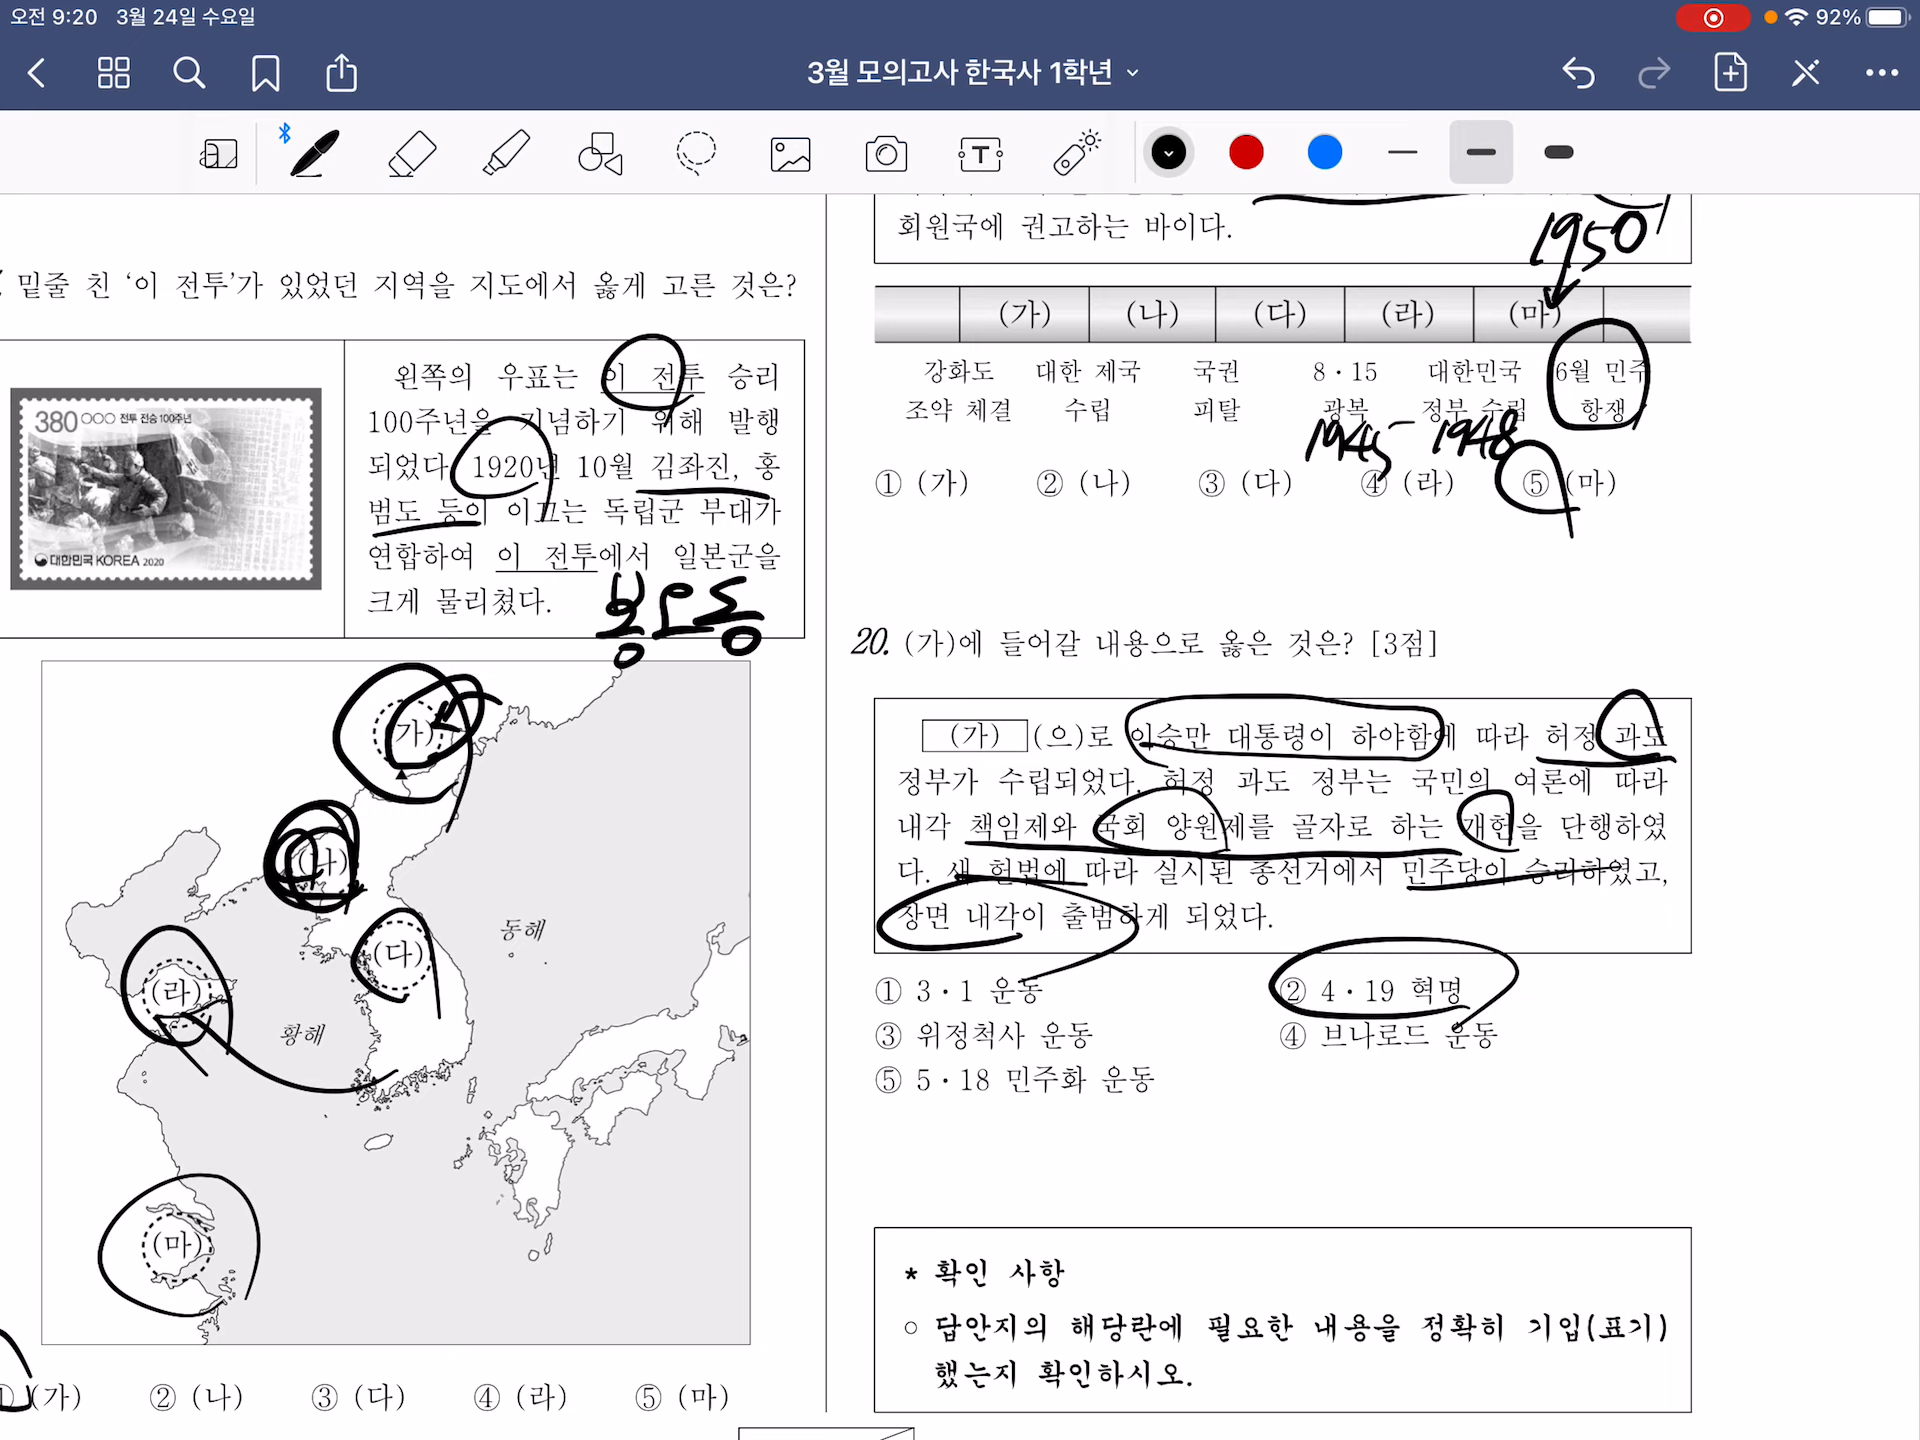 오전 9:20 3월 24일 수요일
92%
3월 모의고사 한국사 1학년
밑줄 친 '이 전투'가 있었던 지역을 지도에서 옳게 고른 것은?
380 ○○○ 전투 전승 100주년
대한민국 KOREA 2020
왼쪽의 우표는 이 전투 승리
100주년을 기념하기 위해 발행
되었다. 1920년 10월 김좌진, 홍
범도 등이 이끄는 독립군 부대가
연합하여 이 전투에서 일본군을
크게 물리쳤다.
봉오동
(가)
(나)
(다)
(라)
(마)
동해
황해
① (가) ② (나) ③ (다) ④ (라) ⑤ (마)
회원국에 권고하는 바이다.
1950
(가) (나) (다) (라) (마)
강화도 대한 제국 국권 8·15 대한민국 6월 민주
조약 체결 수립 피탈 광복 정부 수립 항쟁
1945 1948
① (가) ② (나) ③ (다) ④ (라) ⑤ (마)
20. (가)에 들어갈 내용으로 옳은 것은? [3점]
(가) (으)로 이승만 대통령이 하야함에 따라 허정 과도
정부가 수립되었다. 허정 과도 정부는 국민의 여론에 따라
내각 책임제와 국회 양원제를 골자로 하는 개헌을 단행하였
다. 새 헌법에 따라 실시된 총선거에서 민주당이 승리하였고,
장면 내각이 출범하게 되었다.
① 3·1 운동 ② 4·19 혁명
③ 위정척사 운동 ④ 브나로드 운동
⑤ 5·18 민주화 운동
* 확인 사항
○ 답안지의 해당란에 필요한 내용을 정확히 기입(표기)
했는지 확인하시오.